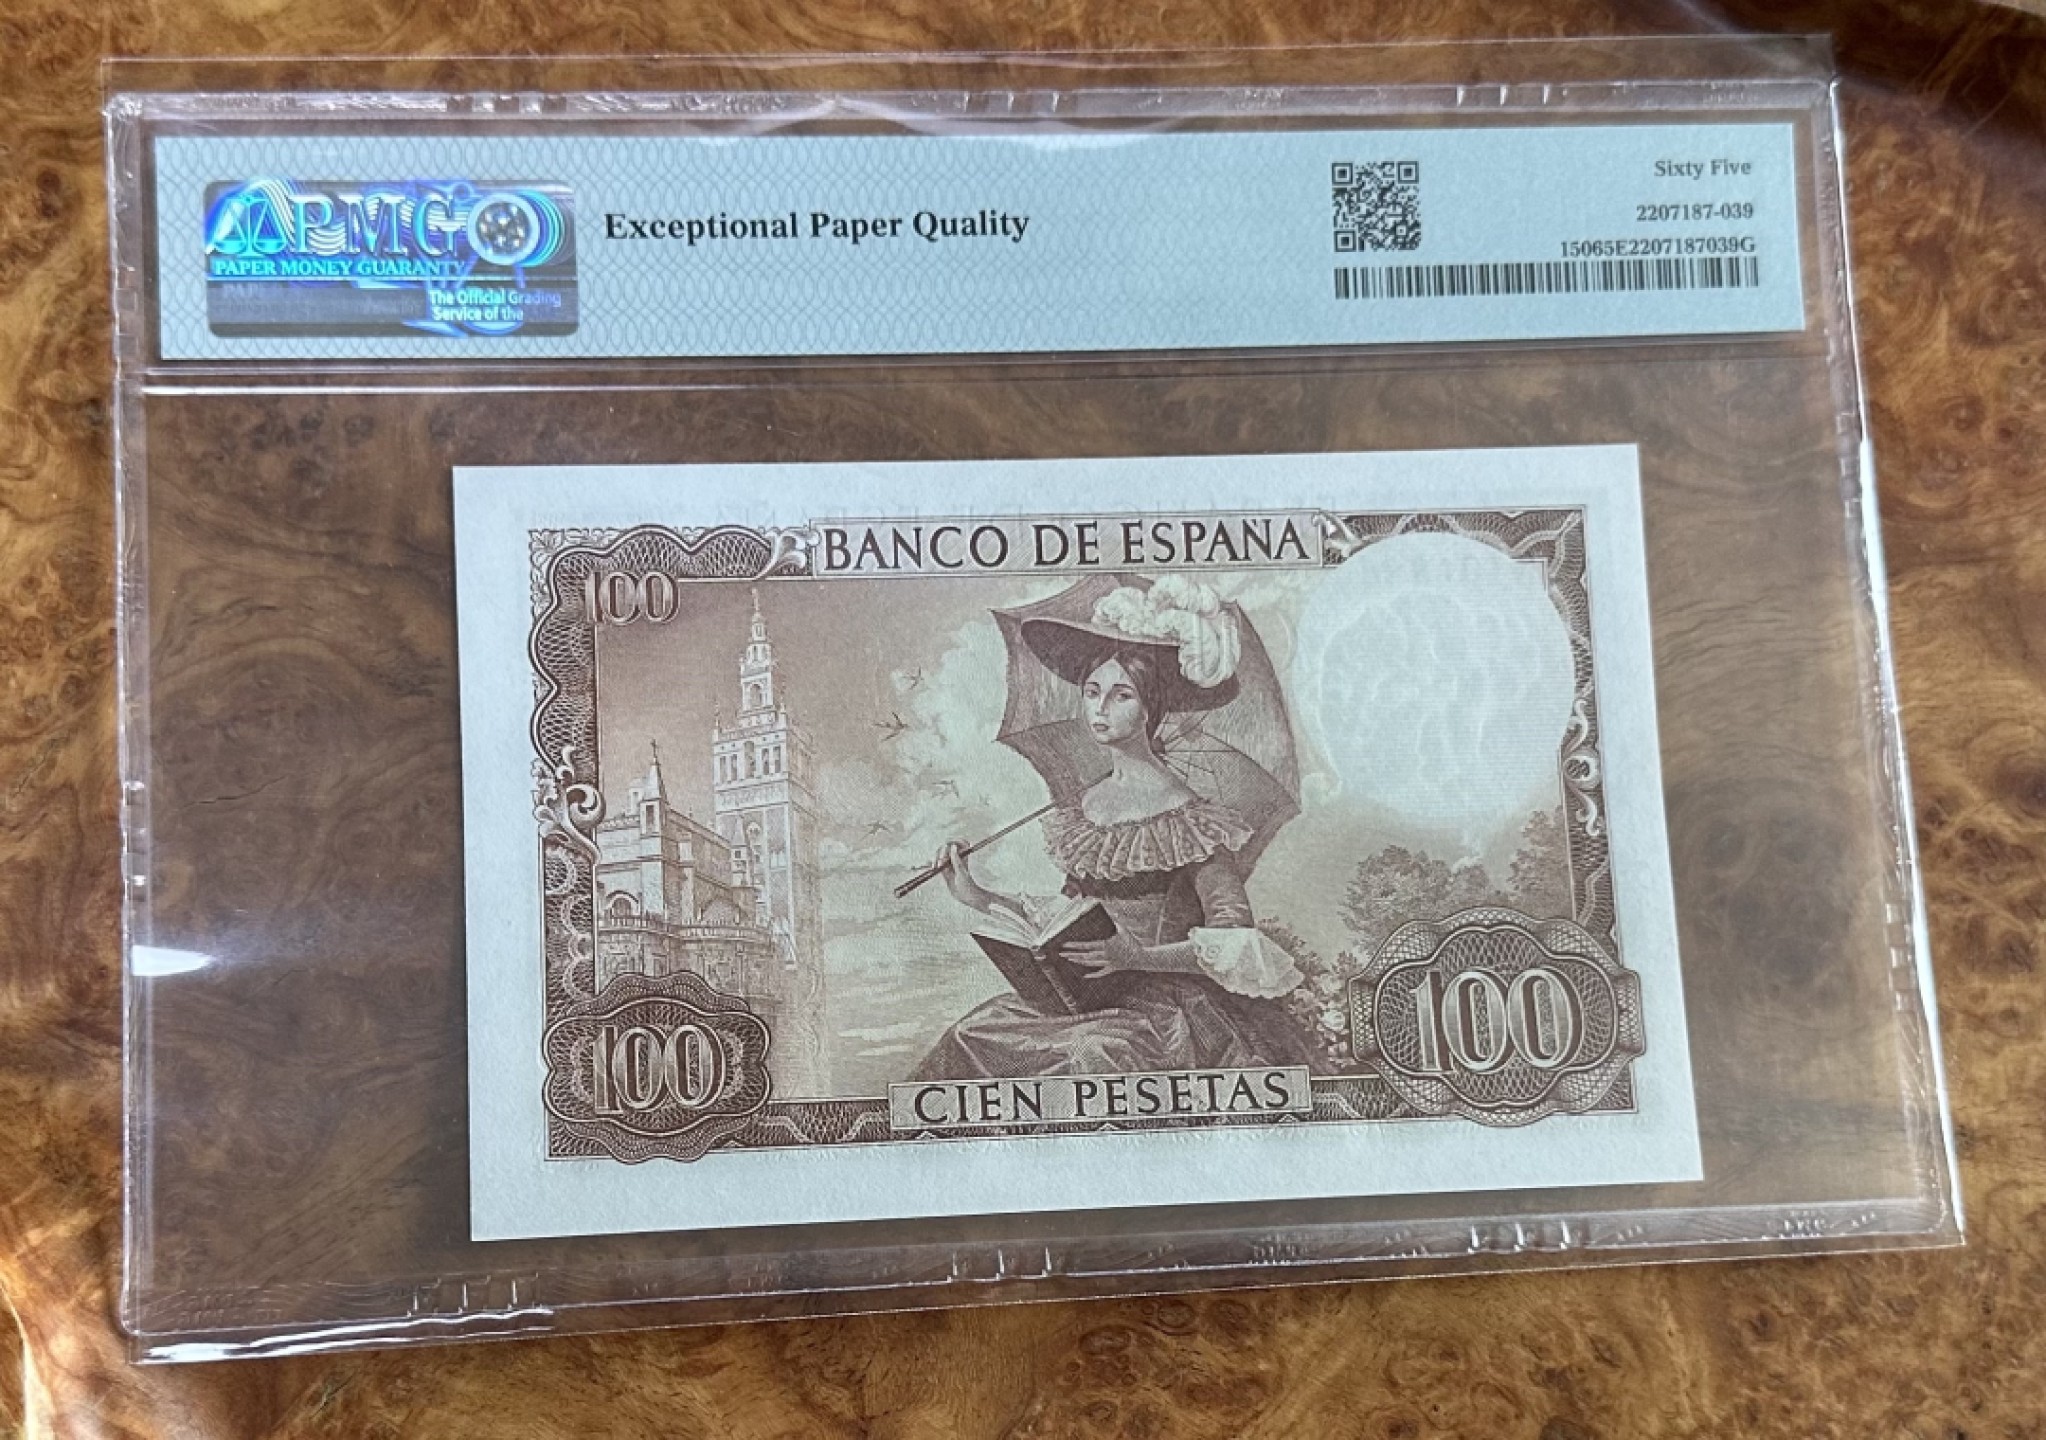 PMG
PAPER MONEY GUARANTY
The Official Grading
Service of the
Exceptional Paper Quality
Sixty Five
2207187-039
15065E2207187039G
BANCO DE ESPAÑA
100
100
100
CIEN PESETAS